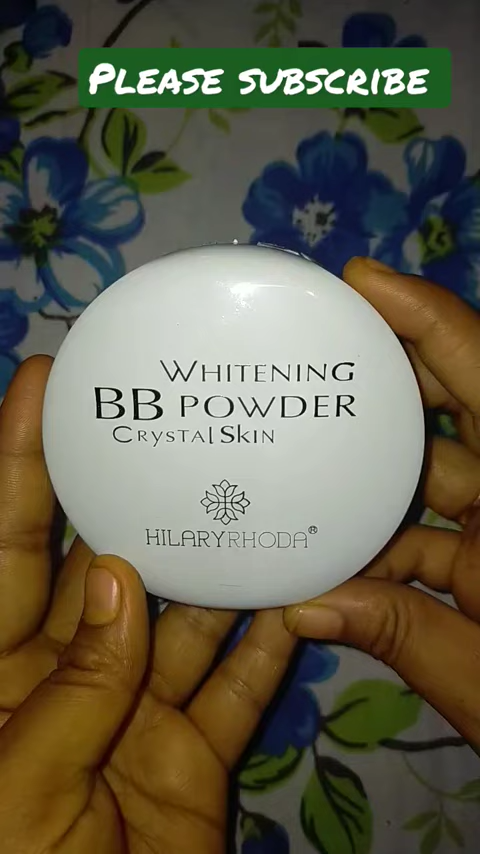 PLEASE SUBSCRIBE
WHITENING
BB POWDER
CRYSTAL SKIN
HILARYRHODA®